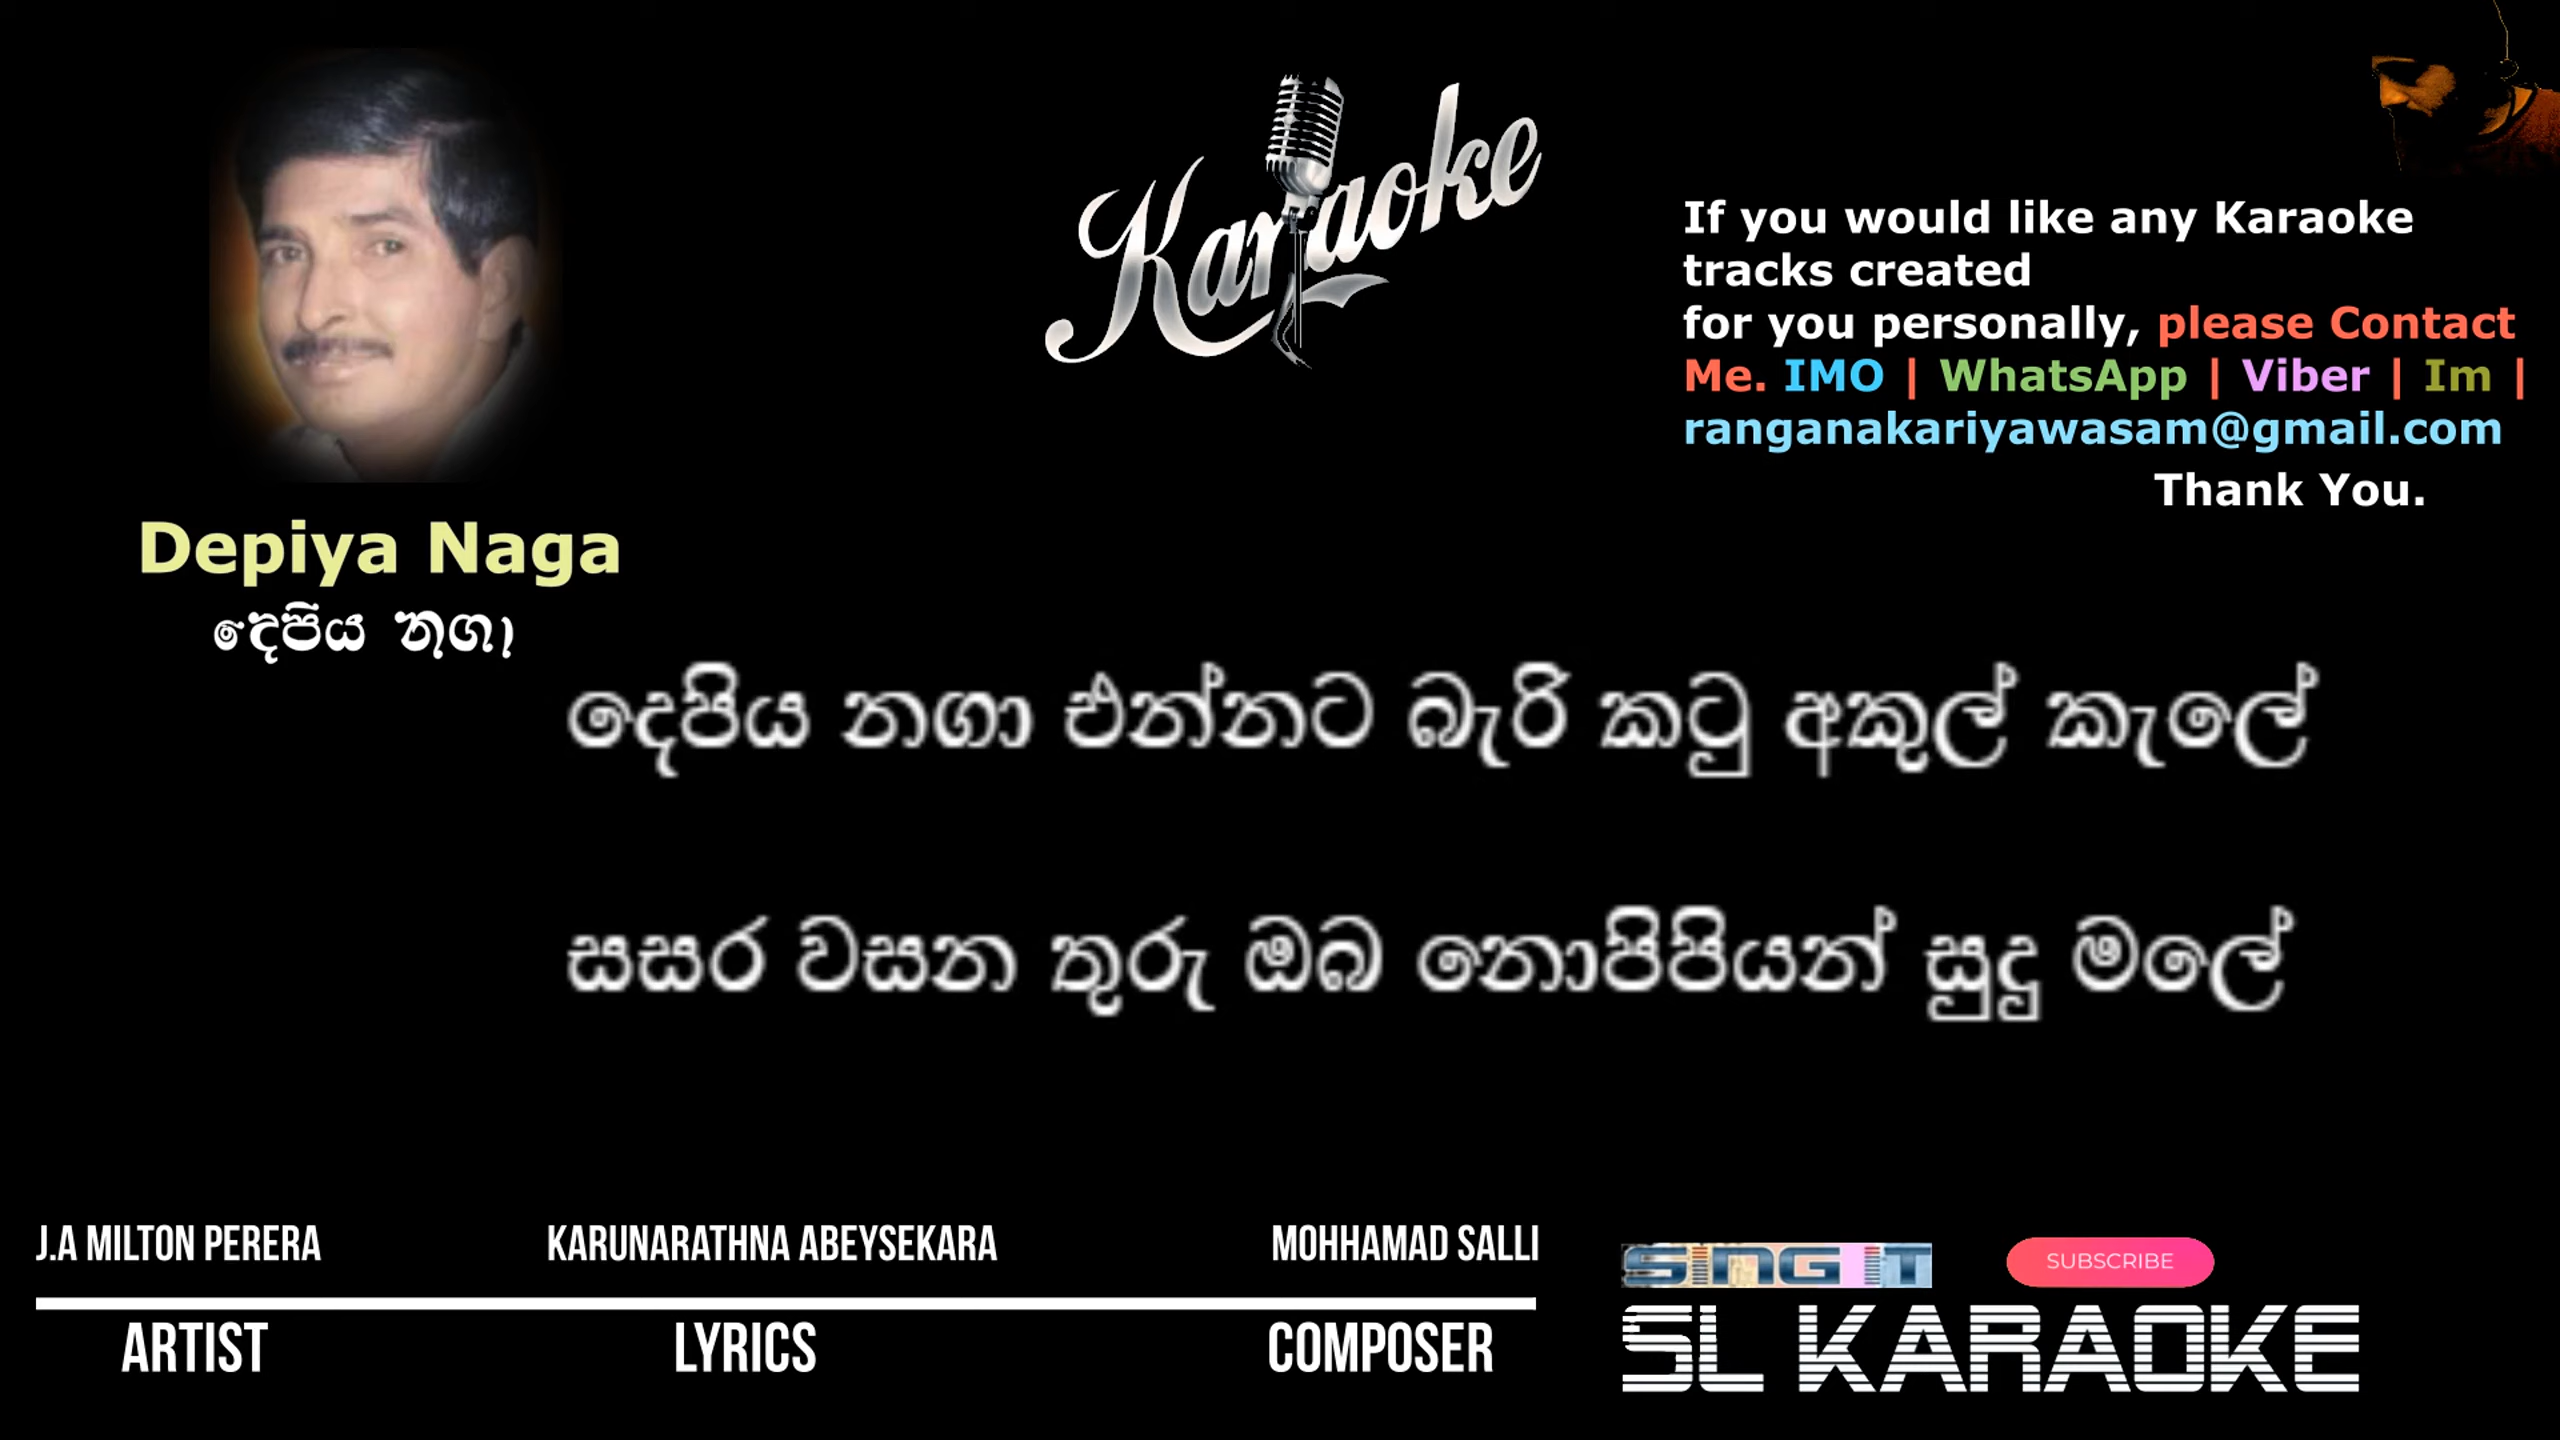 Karaoke
If you would like any Karaoke
tracks created
for you personally, please Contact
Me. IMO | WhatsApp | Viber | Im |
ranganakariyawasam@gmail.com
Thank You.
Depiya Naga
දෙපිය නගා
දෙපිය නගා එන්නට බැරි කටු අකුල් කැලේ
සසර වසන තුරු ඔබ නොපිපියන් සුදු මලේ
J.A MILTON PERERA KARUNARATHNA ABEYSEKARA MOHHAMAD SALLI
ARTIST LYRICS COMPOSER
SING IT SUBSCRIBE
SL KARAOKE